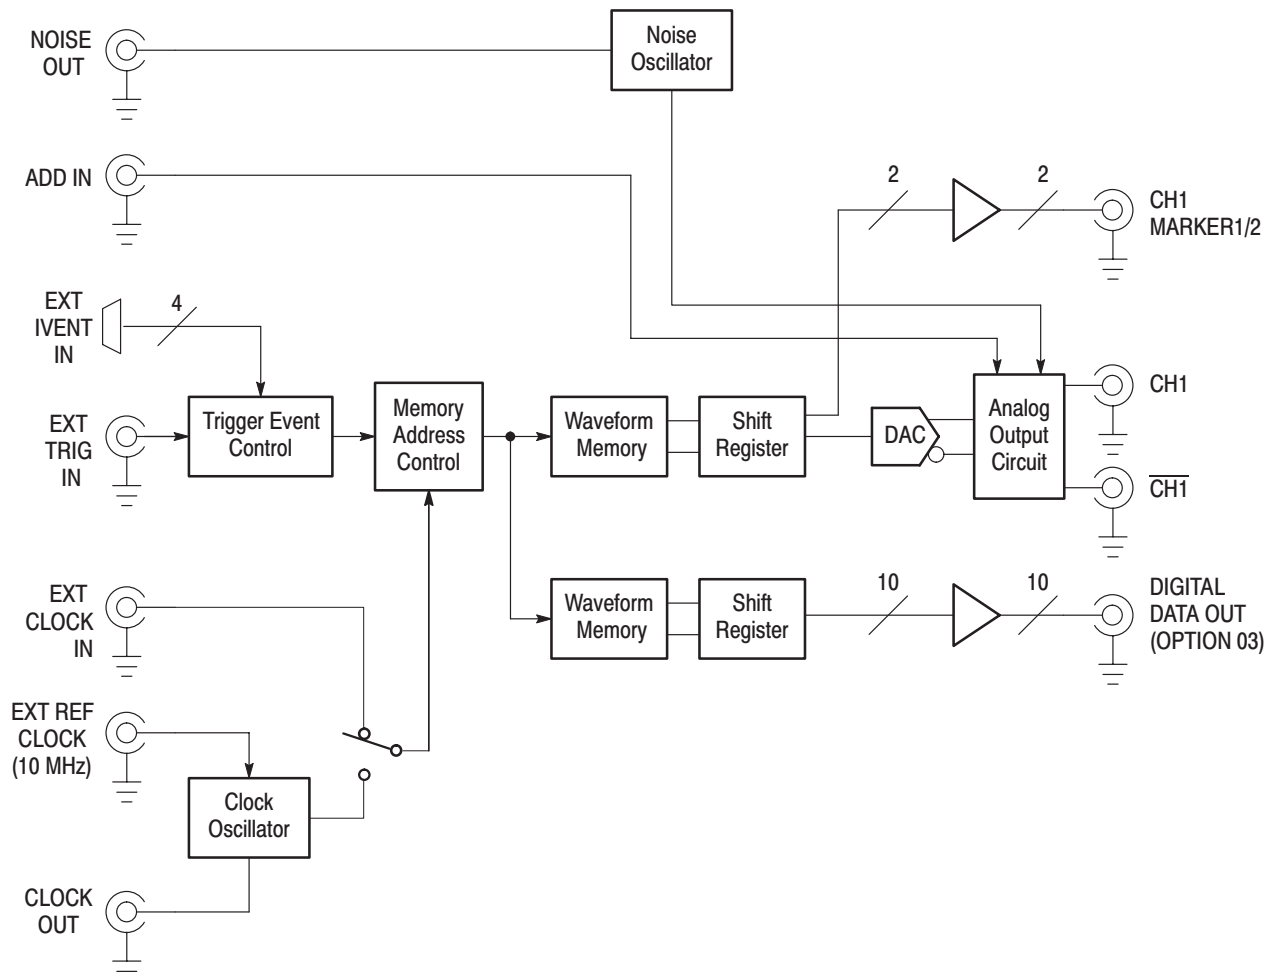 NOISE
OUT
Noise
Oscillator
ADD IN
2
2
CH1
MARKER1/2
EXT
IVENT
IN
4
EXT
TRIG
IN
Trigger Event
Control
Memory
Address
Control
Waveform
Memory
Shift
Register
DAC
Analog
Output
Circuit
CH1
CH1
EXT
CLOCK
IN
Waveform
Memory
Shift
Register
10
10
DIGITAL
DATA OUT
(OPTION 03)
EXT REF
CLOCK
(10 MHz)
Clock
Oscillator
CLOCK
OUT